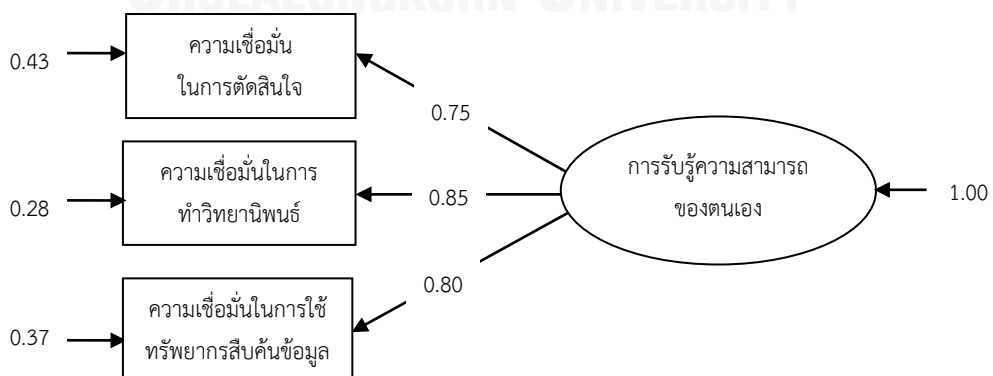 CHULALONGKORN UNIVERSITY
0.43
ความเชื่อมั่น
ในการตัดสินใจ
0.75
0.28
ความเชื่อมั่นในการ
ทำวิทยานิพนธ์
0.85
การรับรู้ความสามารถ
ของตนเอง
1.00
0.37
ความเชื่อมั่นในการใช้
ทรัพยากรสืบค้นข้อมูล
0.80